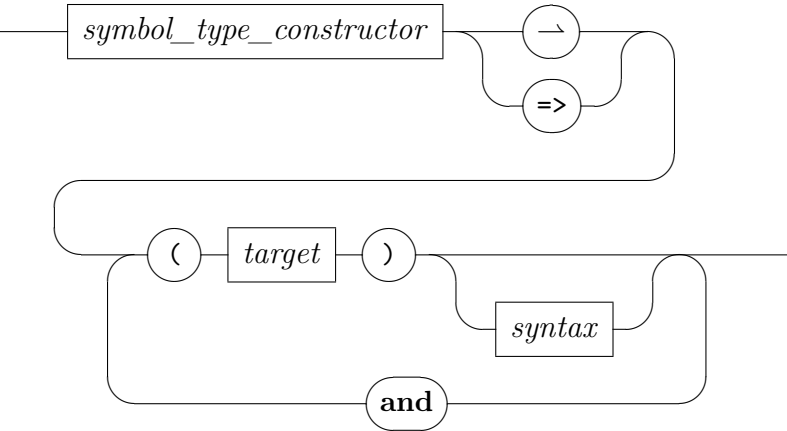 symbol_type_constructor ⇀
=>
( target )
syntax
and